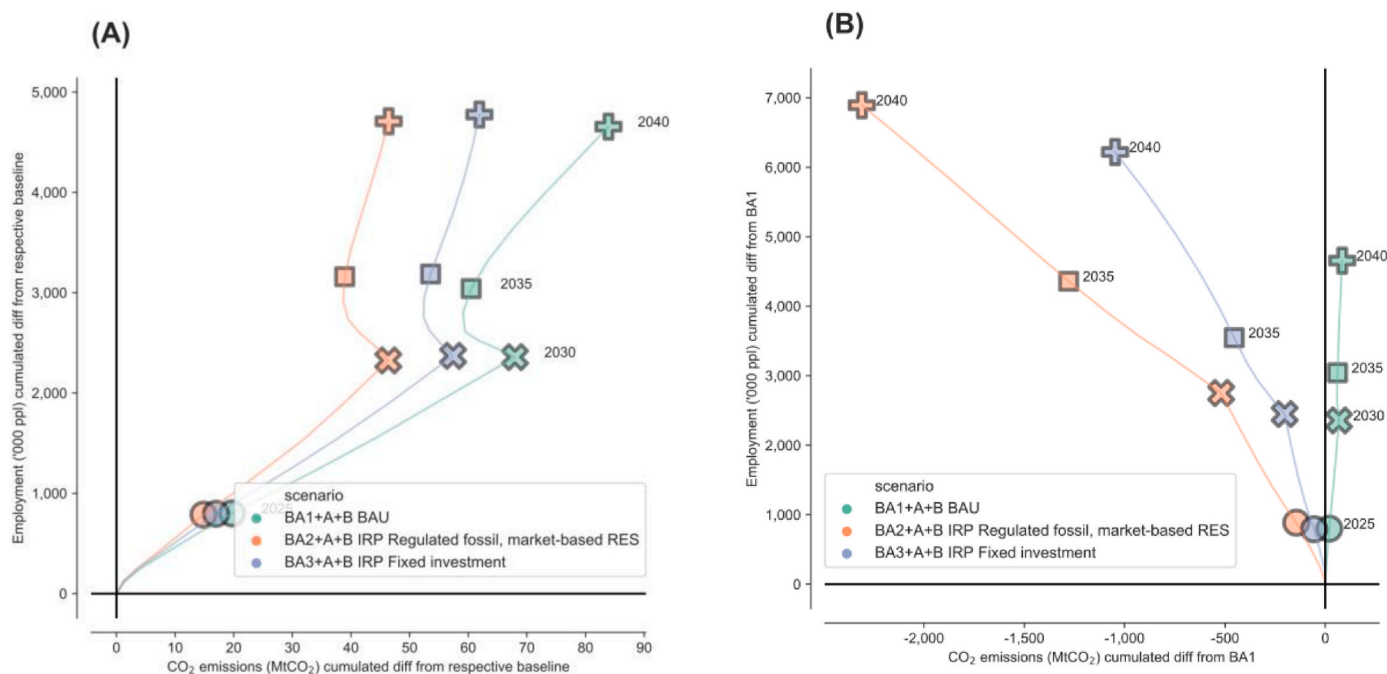 (A)
5,000
4,000
3,000
2,000
1,000
0
Employment ('000 ppl) cumulated diff from respective baseline
2040
2035
2030
2025
scenario
BA1+A+B BAU
BA2+A+B IRP Regulated fossil, market-based RES
BA3+A+B IRP Fixed investment
0 10 20 30 40 50 60 70 80 90
CO₂ emissions (MtCO₂) cumulated diff from respective baseline
(B)
7,000
6,000
5,000
4,000
3,000
2,000
1,000
0
Employment ('000 ppl) cumulated diff from BA1
2040
2040
2040
2035
2035
2035
2030
2025
scenario
BA1+A+B BAU
BA2+A+B IRP Regulated fossil, market-based RES
BA3+A+B IRP Fixed investment
-2,000 -1,500 -1,000 -500 0
CO₂ emissions (MtCO₂) cumulated diff from BA1